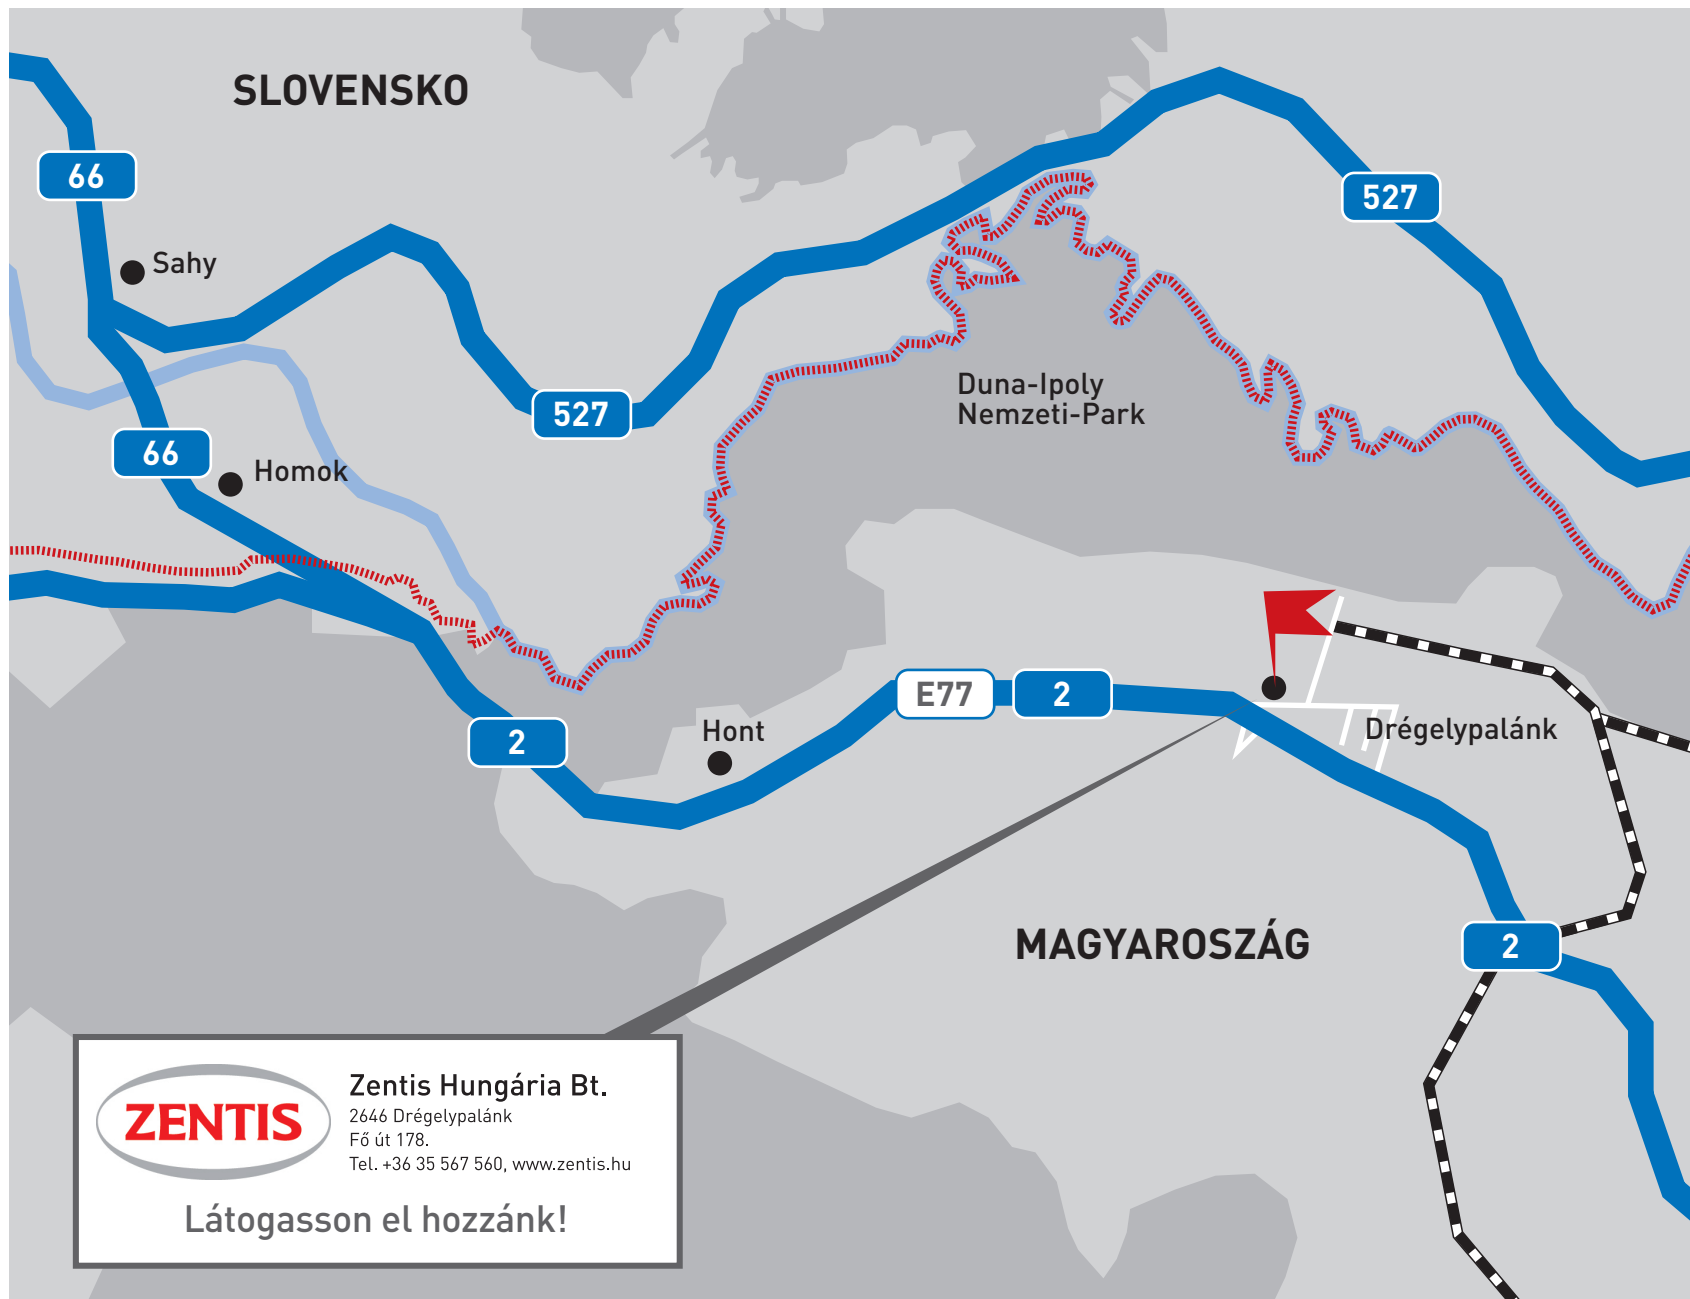 SLOVENSKO
66
527
Sahy
Duna-Ipoly
Nemzeti-Park
527
66
Homok
E77
2
Hont
2
Drégelypalánk
MAGYAROSZÁG
2
ZENTIS
Zentis Hungária Bt.
2646 Drégelypalánk
Fő út 178.
Tel. +36 35 567 560, www.zentis.hu
Látogasson el hozzánk!